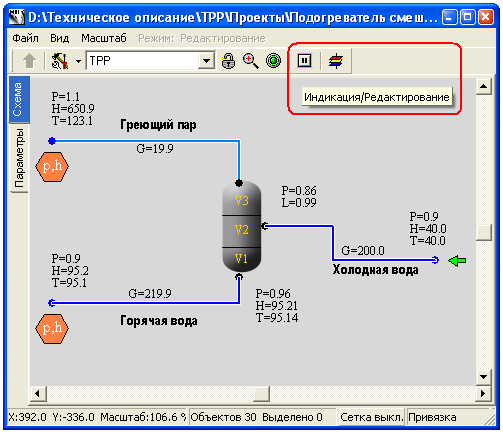 D:\Техническое описание\TPP\Проекты\Подогреватель смеш...
Файл Вид Масштаб Режим: Редактирование
TPP
Индикация/Редактирование
Схема
Параметры
P=1.1
H=650.9
T=123.1
Греющий пар
G=19.9
p,h
V3
V2
V1
P=0.86
L=0.99
P=0.9
H=40.0
T=40.0
G=200.0
Холодная вода
P=0.9
H=95.2
T=95.1
G=219.9
p,h
Горячая вода
P=0.96
H=95.21
T=95.14
X:392.0 Y:-336.0 Масштаб:106.6 %
Объектов 30 Выделено 0
Сетка выкл.
Привязка